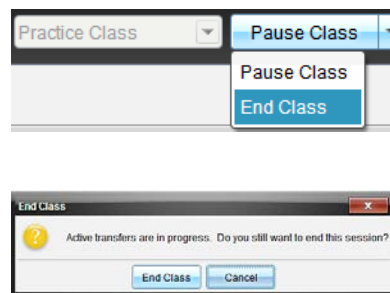 Practice Class Pause Class
Pause Class
End Class
End Class
Active transfers are in progress. Do you still want to end this session?
End Class Cancel